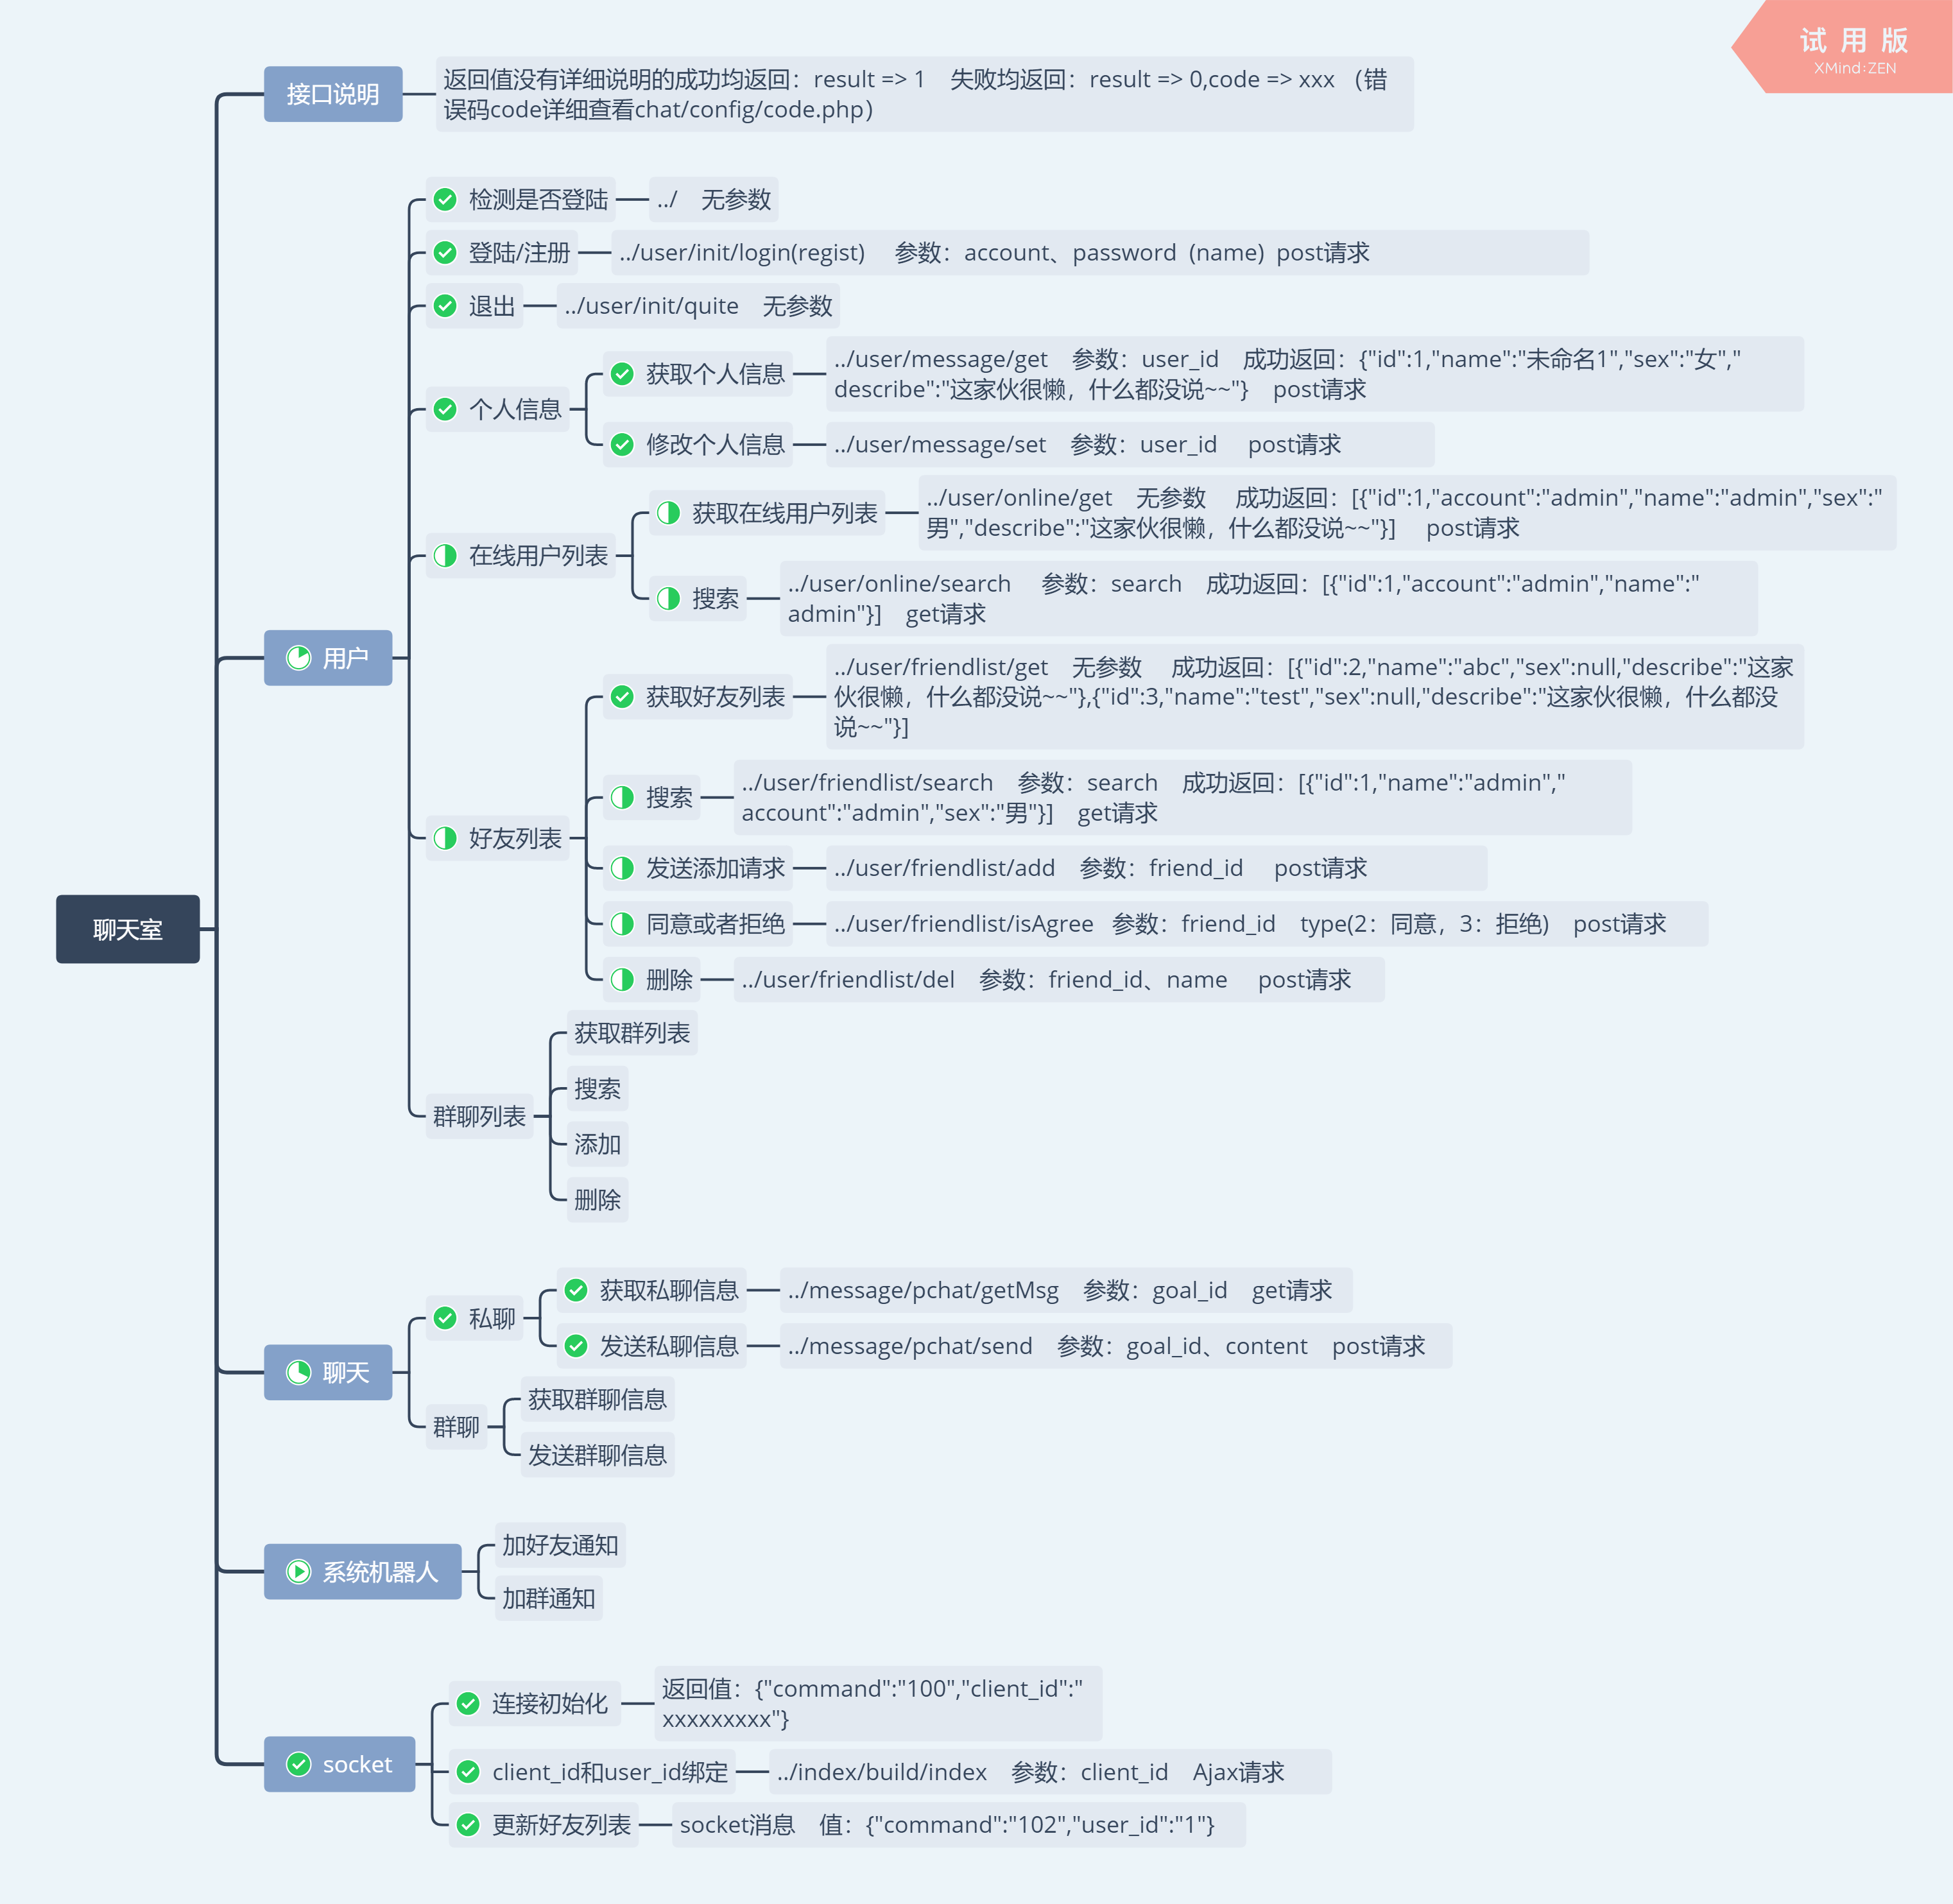 试 用 版
XMind:ZEN
聊天室
接口说明
返回值没有详细说明的成功均返回：result => 1    失败均返回：result => 0,code => xxx （错
误码code详细查看chat/config/code.php）
用户
检测是否登陆
../    无参数
登陆/注册
../user/init/login(regist)     参数：account、password  (name)  post请求
退出
../user/init/quite    无参数
个人信息
获取个人信息
../user/message/get    参数：user_id    成功返回：{"id":1,"name":"未命名1","sex":"女","
describe":"这家伙很懒，什么都没说~~"}    post请求
修改个人信息
../user/message/set    参数：user_id     post请求
在线用户列表
获取在线用户列表
../user/online/get    无参数     成功返回：[{"id":1,"account":"admin","name":"admin","sex":"
男","describe":"这家伙很懒，什么都没说~~"}]     post请求
搜索
../user/online/search     参数：search    成功返回：[{"id":1,"account":"admin","name":"
admin"}]    get请求
好友列表
获取好友列表
../user/friendlist/get    无参数     成功返回：[{"id":2,"name":"abc","sex":null,"describe":"这家
伙很懒，什么都没说~~"},{"id":3,"name":"test","sex":null,"describe":"这家伙很懒，什么都没
说~~"}]
搜索
../user/friendlist/search    参数：search    成功返回：[{"id":1,"name":"admin","
account":"admin","sex":"男"}]    get请求
发送添加请求
../user/friendlist/add    参数：friend_id     post请求
同意或者拒绝
../user/friendlist/isAgree   参数：friend_id    type(2：同意，3：拒绝)    post请求
删除
../user/friendlist/del    参数：friend_id、name     post请求
群聊列表
获取群列表
搜索
添加
删除
聊天
私聊
获取私聊信息
../message/pchat/getMsg    参数：goal_id    get请求
发送私聊信息
../message/pchat/send    参数：goal_id、content    post请求
群聊
获取群聊信息
发送群聊信息
系统机器人
加好友通知
加群通知
socket
连接初始化
返回值：{"command":"100","client_id":"
xxxxxxxxx"}
client_id和user_id绑定
../index/build/index    参数：client_id    Ajax请求
更新好友列表
socket消息    值：{"command":"102","user_id":"1"}